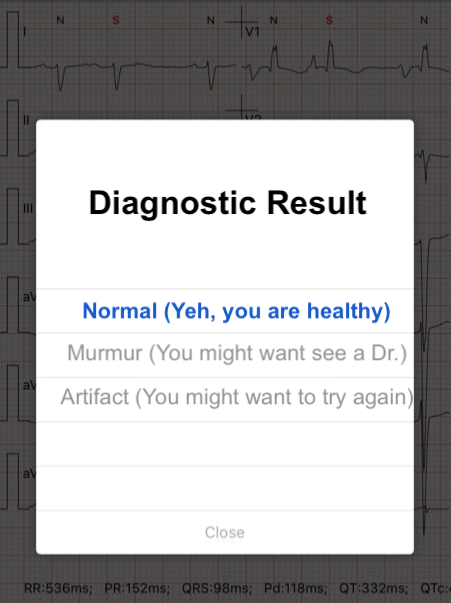 N S N N S N
I V1
II V2
Diagnostic Result
III
Normal (Yeh, you are healthy)
aV
Murmur (You might want see a Dr.)
aV
Artifact (You might want to try again)
aV
Close
RR:536ms; PR:152ms; QRS:98ms; Pd:118ms; QT:332ms; QTc: